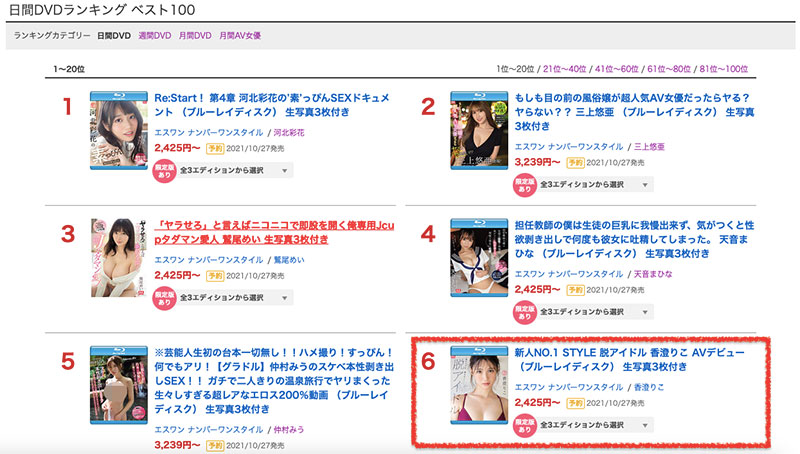 日間DVDランキング ベスト100
ランキングカテゴリー 日間DVD 週間DVD 月間DVD 月間AV女優
1〜20位
1位〜20位 / 21位〜40位 / 41位〜60位 / 61位〜80位 / 81位〜100位
1
Re:Start！ 第4章 河北彩花の'素'っぴんSEXドキュメ
ント （ブルーレイディスク） 生写真3枚付き
エスワン ナンバーワンスタイル / 河北彩花
2,425円〜 予約 2021/10/27発売
限定版
あり
全3エディションから選択
2
もしも目の前の風俗嬢が超人気AV女優だったらヤる？
ヤらない？？ 三上悠亜 （ブルーレイディスク） 生写真
3枚付き
エスワン ナンバーワンスタイル / 三上悠亜
3,239円〜 予約 2021/10/27発売
限定版
あり
全3エディションから選択
3
「ヤラせろ」と言えばニコニコで即股を開く俺専用Jcu
pタダマン愛人 鷲尾めい 生写真3枚付き
エスワン ナンバーワンスタイル / 鷲尾めい
2,425円〜 予約 2021/10/27発売
限定版
あり
全3エディションから選択
4
担任教師の僕は生徒の巨乳に我慢出来ず、気がつくと性
欲剥き出しで何度も彼女に吐精してしまった。 天音ま
ひな （ブルーレイディスク） 生写真3枚付き
エスワン ナンバーワンスタイル / 天音まひな
2,425円〜 予約 2021/10/27発売
限定版
あり
全3エディションから選択
5
※芸能人生初の台本一切無し！！ハメ撮り！すっぴん！
何でもアリ！【グラドル】仲村みうのスケベ本性剥き出
しSEX！！ ガチで二人きりの温泉旅行でヤりまくった
生々しすぎる超レアなエロス200%動画 （ブルーレイ
ディスク） 生写真3枚付き
エスワン ナンバーワンスタイル / 仲村みう
3,239円〜 予約 2021/10/27発売
6
新人NO.1 STYLE 脱アイドル 香澄りこ AVデビュー
（ブルーレイディスク） 生写真3枚付き
エスワン ナンバーワンスタイル / 香澄りこ
2,425円〜 予約 2021/10/27発売
限定版
あり
全3エディションから選択